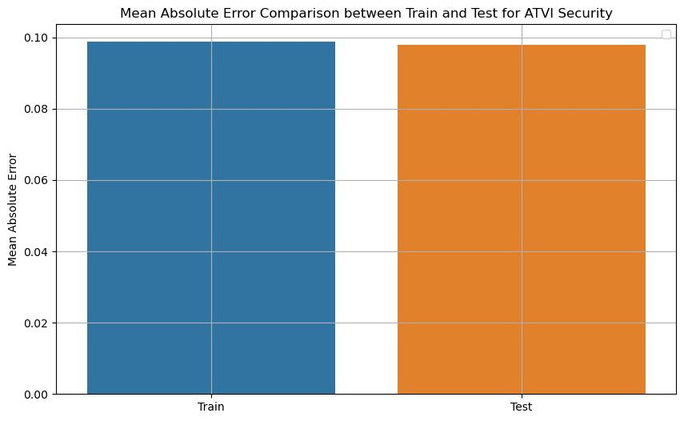 Mean Absolute Error Comparison between Train and Test for ATVI Security
Mean Absolute Error
0.10
0.08
0.06
0.04
0.02
0.00
Train
Test